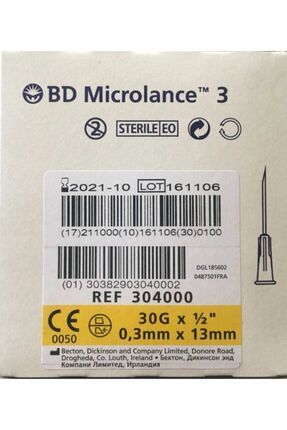 BD Microlance™ 3
2
STERILE EO
2021-10 LOT 161106
(17)211000(10)161106(30)0100
(01) 30382903040002
DGL185602
0487501FRA
REF 304000
CE 0050
30G x ½"
0,3mm x 13mm
Becton, Dickinson and Company Limited, Donore Road,
Drogheda, Co. Louth, Ireland • Бектон, Дикинсон энд
Компани Лимитед, Ирландия